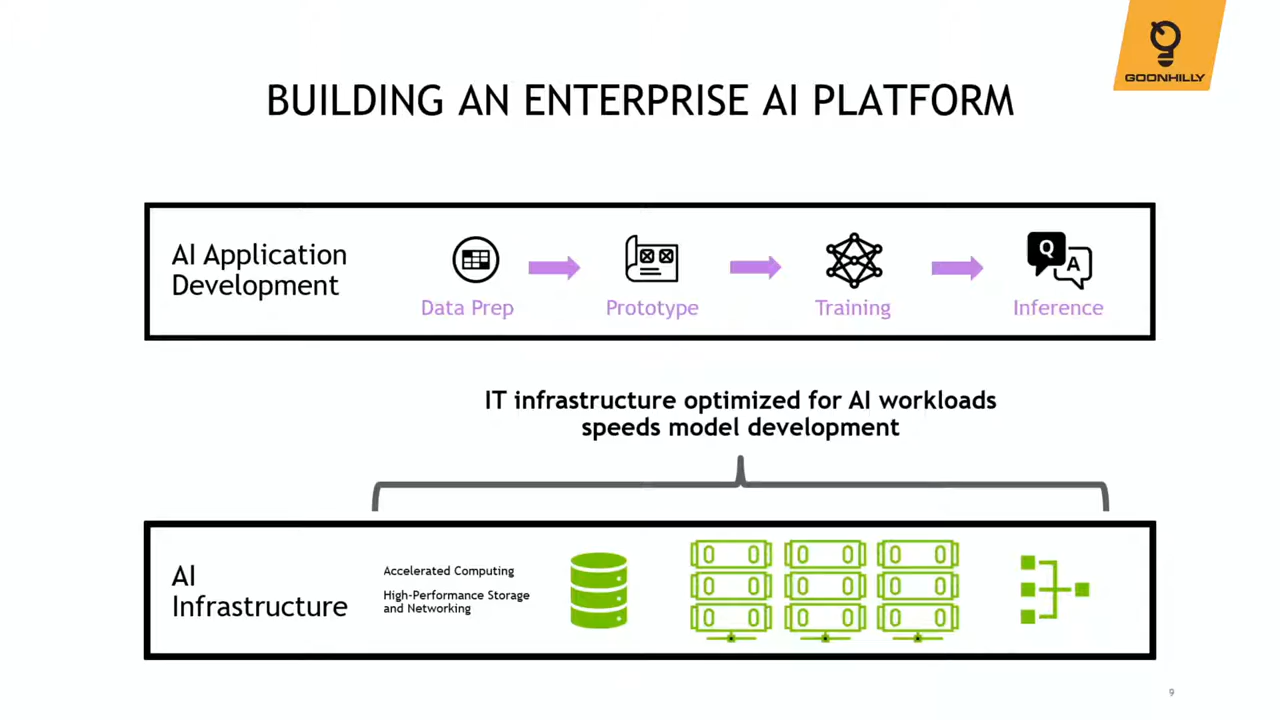 GOONHILLY
BUILDING AN ENTERPRISE AI PLATFORM
AI Application
Development
Data Prep
Prototype
Q
A
Training
Inference
IT infrastructure optimized for AI workloads
speeds model development
AI
Infrastructure
Accelerated Computing
High-Performance Storage
and Networking
9